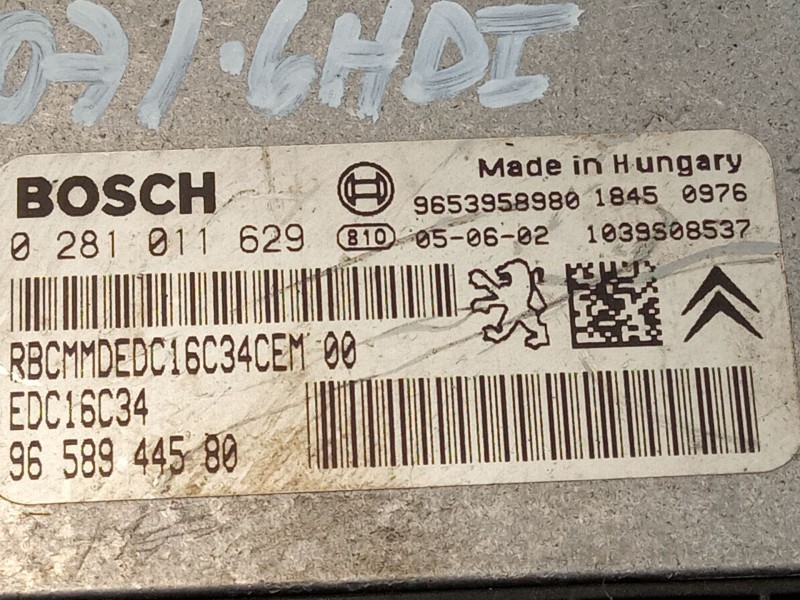 071.6HDI
BOSCH
Made in Hungary
9653958980 1845 0976
0 281 011 629
810
05-06-02
1039S08537
RBCMMDEDC16C34CEM 00
EDC16C34
96 589 445 80